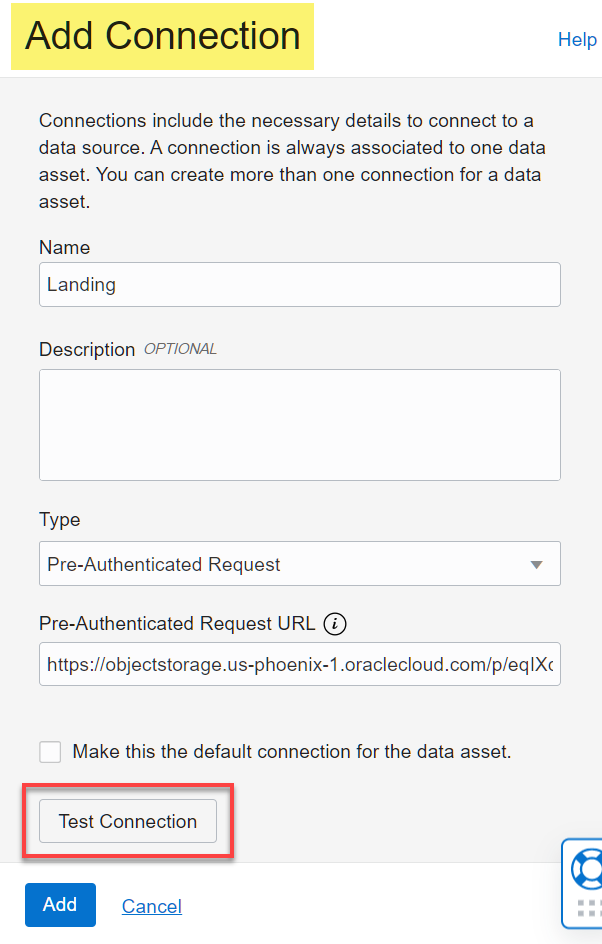 Add Connection
Help
Connections include the necessary details to connect to a
data source. A connection is always associated to one data
asset. You can create more than one connection for a data
asset.
Name
Landing
Description OPTIONAL
Type
Pre-Authenticated Request
Pre-Authenticated Request URL
https://objectstorage.us-phoenix-1.oraclecloud.com/p/eqIXc
Make this the default connection for the data asset.
Test Connection
Add
Cancel